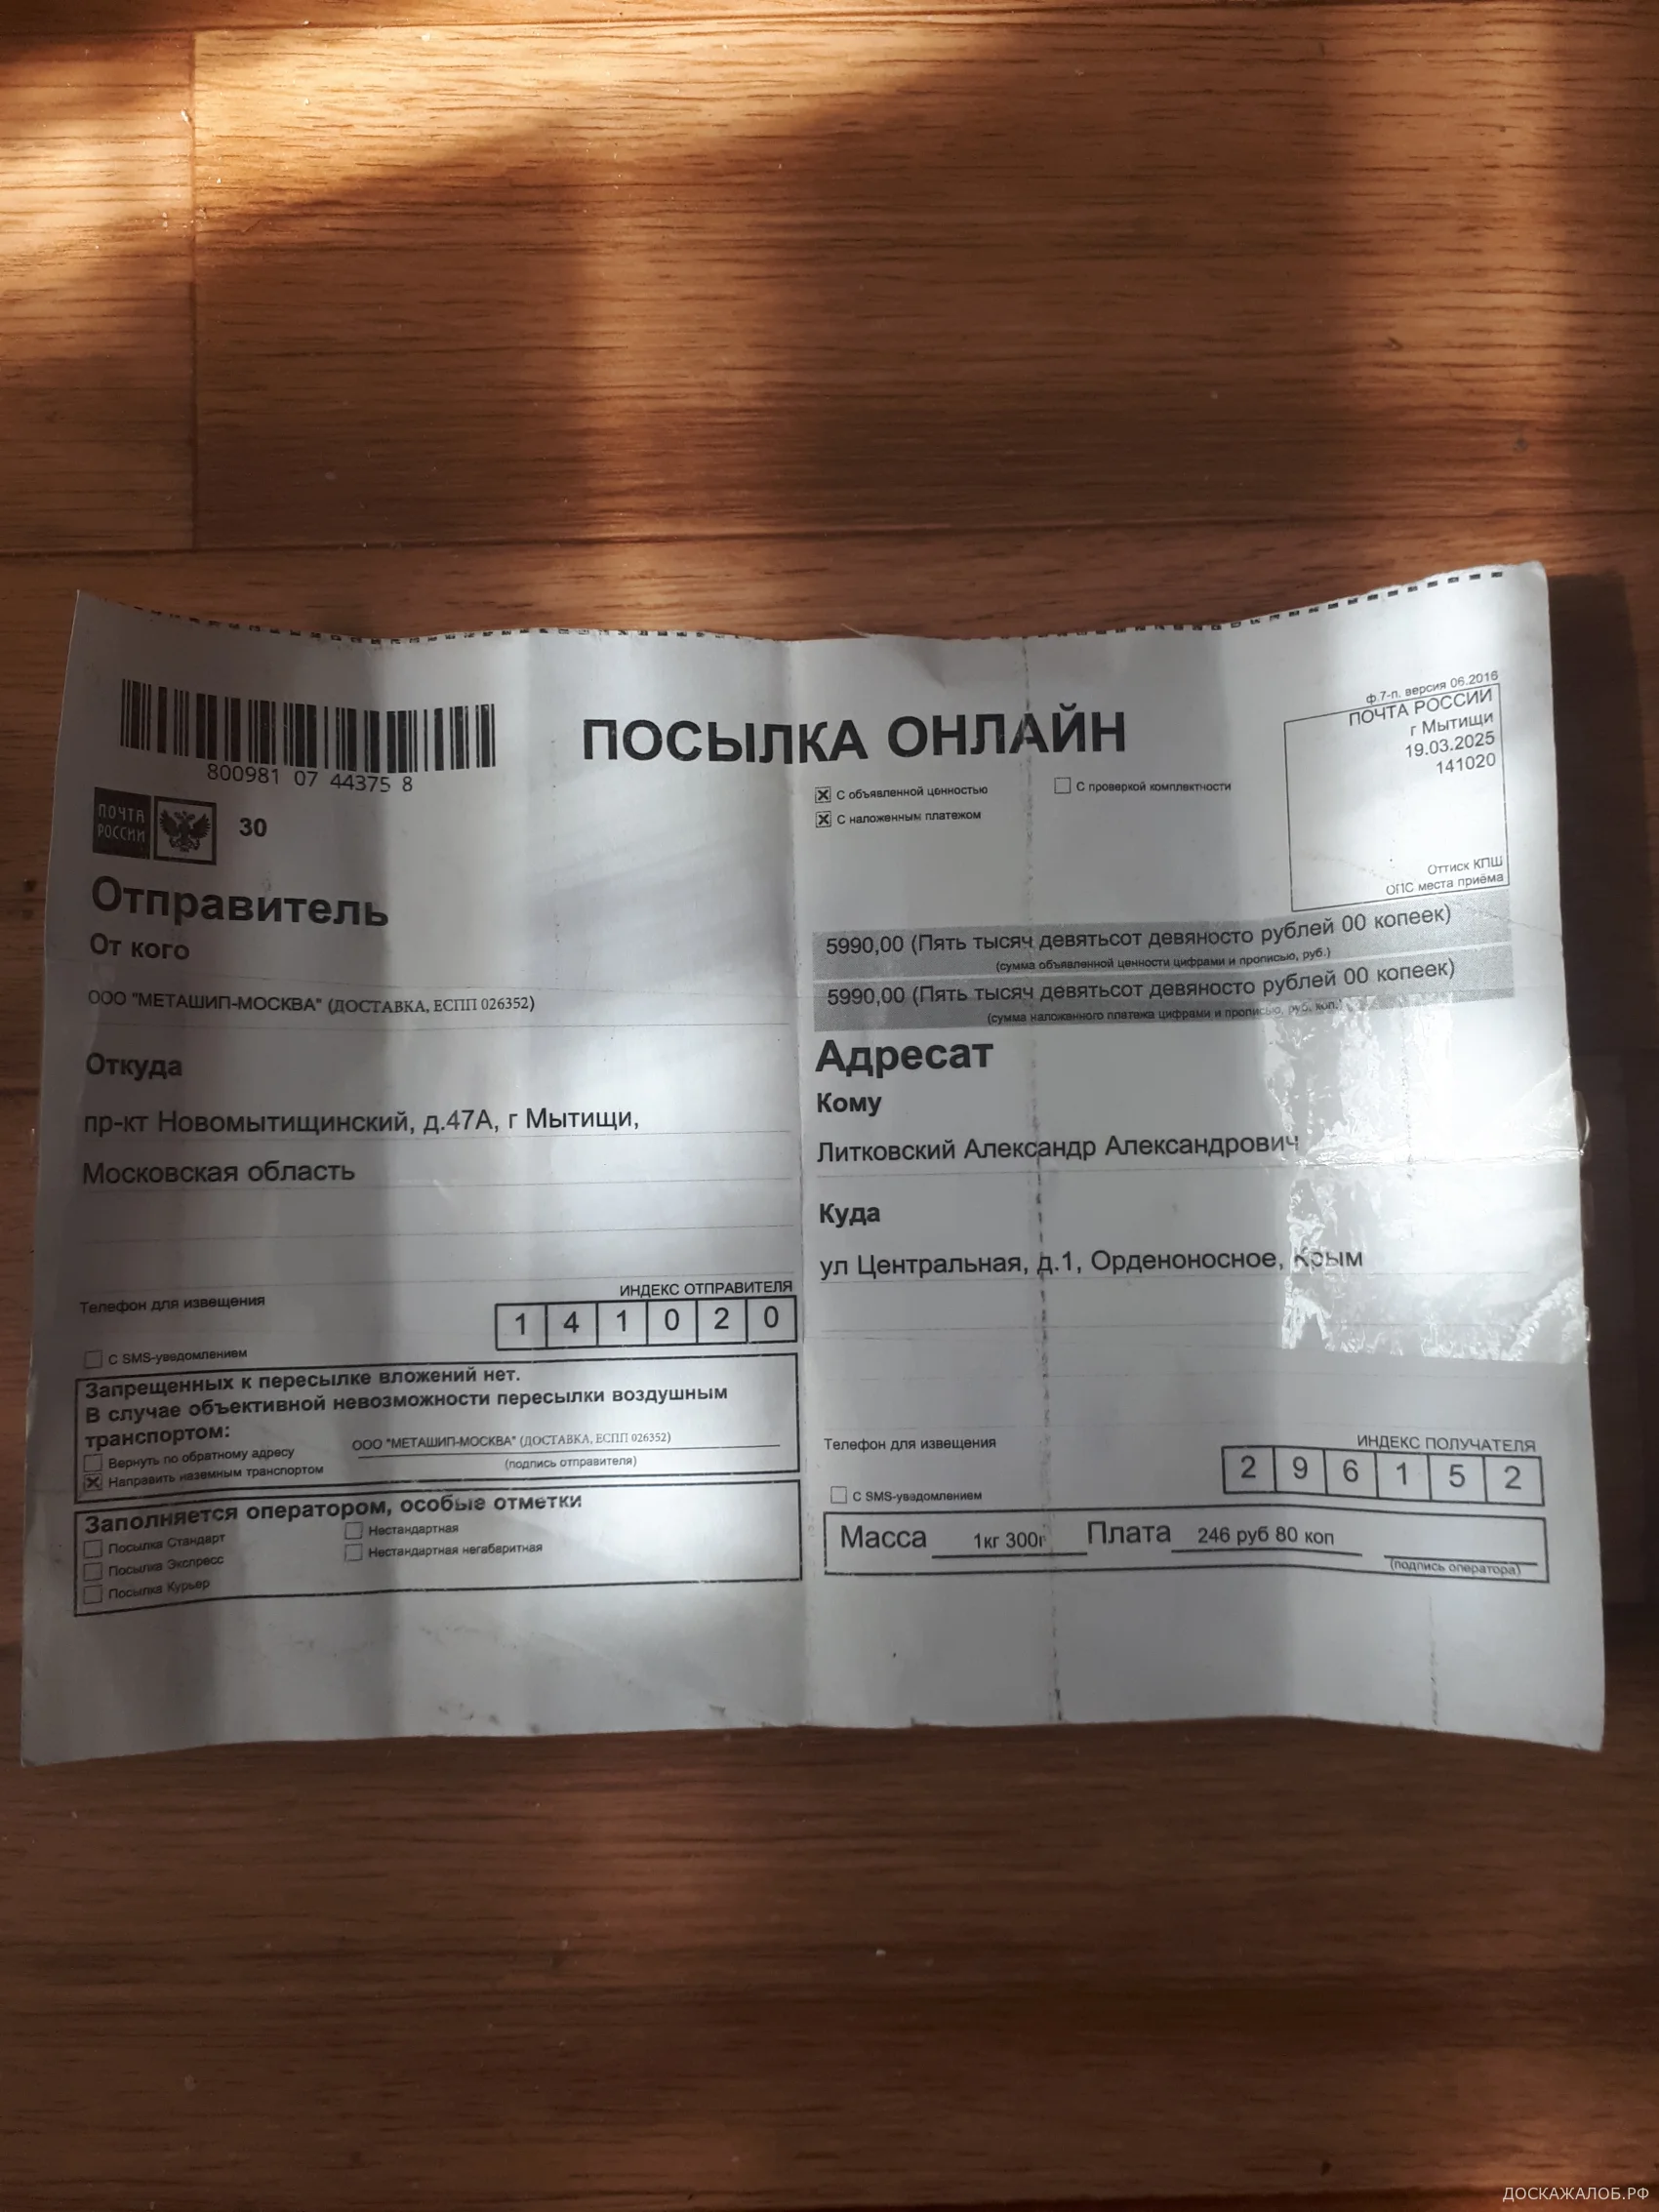 800981 07 44375 8
ПОСЫЛКА ОНЛАЙН
ф.7-п. версия 06.2016
ПОЧТА РОССИИ
г Мытищи
19.03.2025
141020
Оттиск КПШ
ОПС места приёма
С объявленной ценностью
С проверкой комплектности
С наложенным платежом
ПОЧТА
РОССИИ
30
Отправитель
От кого
ООО "МЕТАШИП-МОСКВА" (ДОСТАВКА, ЕСПП 026352)
Откуда
пр-кт Новомытищинский, д.47А, г Мытищи,
Московская область
ИНДЕКС ОТПРАВИТЕЛЯ
Телефон для извещения
1 4 1 0 2 0
С SMS-уведомлением
Запрещенных к пересылке вложений нет.
В случае объективной невозможности пересылки воздушным
транспортом:
Вернуть по обратному адресу
Направить наземным транспортом
ООО "МЕТАШИП-МОСКВА" (ДОСТАВКА, ЕСПП 026352)
(подпись отправителя)
Заполняется оператором, особые отметки
Посылка Стандарт
Посылка Экспресс
Посылка Курьер
Нестандартная
Нестандартная негабаритная
5990,00 (Пять тысяч девятьсот девяносто рублей 00 копеек)
(сумма объявленной ценности цифрами и прописью, руб.)
5990,00 (Пять тысяч девятьсот девяносто рублей 00 копеек)
(сумма наложенного платежа цифрами и прописью, руб. коп.)
Адресат
Кому
Литковский Александр Александрович
Куда
ул Центральная, д.1, Орденоносное, Крым
Телефон для извещения
ИНДЕКС ПОЛУЧАТЕЛЯ
2 9 6 1 5 2
С SMS-уведомлением
Масса 1кг 300г Плата 246 руб 80 коп
(подпись оператора)
ДОСКАЖАЛОБ.РФ